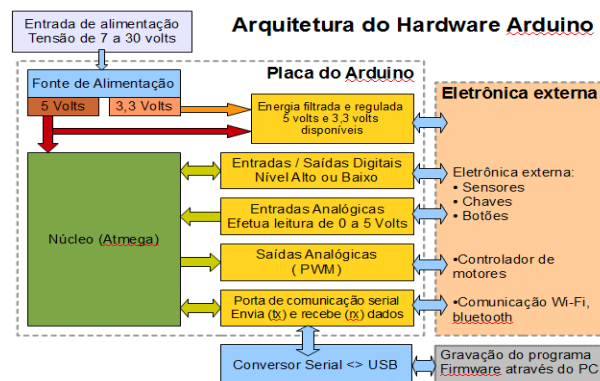 Entrada de alimentação
Tensão de 7 a 30 volts
Arquitetura do Hardware Arduino
Placa do Arduino
Fonte de Alimentação
5 Volts
3,3 Volts
Energia filtrada e regulada
5 volts e 3,3 volts
disponíveis
Eletrônica externa
Núcleo (Atmega)
Entradas / Saídas Digitais
Nível Alto ou Baixo
Entradas Analógicas
Efetua leitura de 0 a 5 Volts
Saídas Analógicas
( PWM)
Porta de comunicação serial
Envia (tx) e recebe (rx) dados
Eletrônica externa:
• Sensores
• Chaves
• Botões
•Controlador de
motores
•Comunicação Wi-Fi,
bluetooth
Conversor Serial <> USB
Gravação do programa
Firmware através do PC